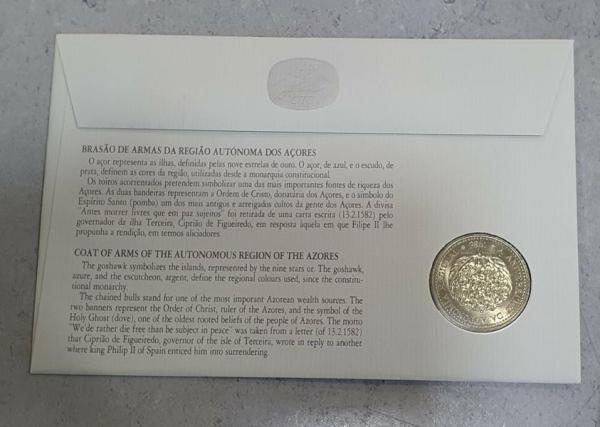 BRASÃO DE ARMAS DA REGIÃO AUTÓNOMA DOS AÇORES
O açor representa as ilhas, definidas pelas nove estrelas de ouro. O açor, de azul, e o escudo, de
prata, definem as cores da região, utilizadas desde a monarquia constitucional.
Os toiros acorrentados pretendem simbolizar uma das mais importantes fontes de riqueza dos
Açores. As duas bandeiras representam a Ordem de Cristo, donatária dos Açores, e o símbolo do
Espírito Santo (pomba) um dos mais antigos e arreigados cultos da gente dos Açores. A divisa
"Antes morrer livres que em paz sujeitos" foi retirada de uma carta escrita (13.2.1582) pelo
governador da ilha Terceira, Ciprião de Figueiredo, em resposta àquela em que Filipe II lhe
propunha a rendição, em termos aliciadores.
COAT OF ARMS OF THE AUTONOMOUS REGION OF THE AZORES
The goshawk symbolizes the islands, represented by the nine stars or. The goshawk,
azure, and the escutcheon, argent, define the regional colours used, since the consti-
tutional monarchy.
The chained bulls stand for one of the most imporant Azorean wealth sources. The
two banners represent the Order of Christ, ruler of the Azores, and the symbol of the
Holy Ghost (dove), one of the oldest rooted beliefs of the people of Azores. The motto
"We'de rather die free than be subject in peace" was taken from a letter (of 13.2.1582)
that Ciprião de Figueiredo, governor of the isle of Terceira, wrote in reply to another
where king Philip II of Spain enticed him into surrendering.